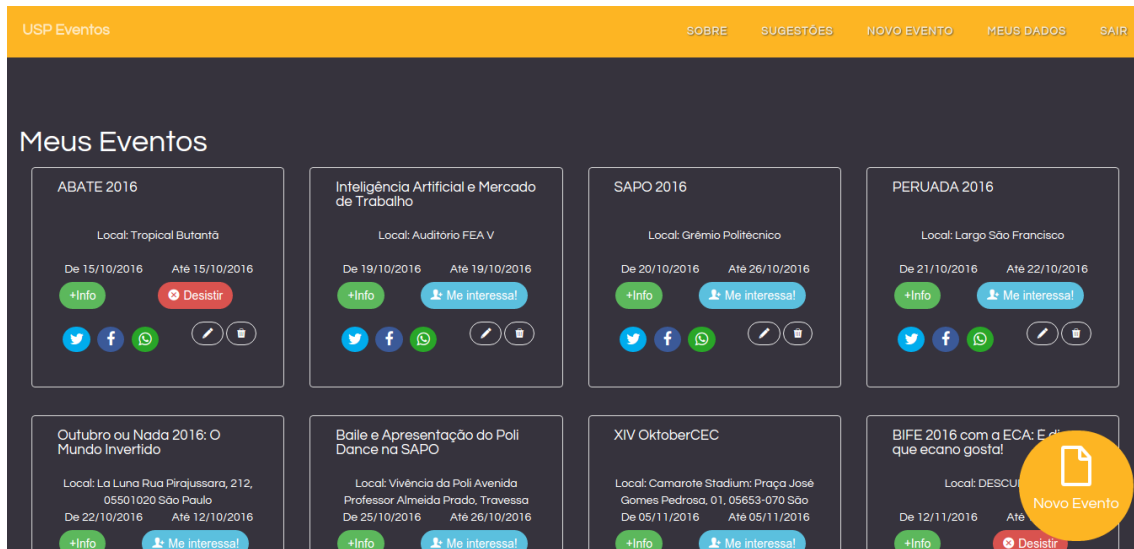 USP Eventos
SOBRE SUGESTÕES NOVO EVENTO MEUS DADOS SAIR
Meus Eventos
ABATE 2016
Local: Tropical Butantã
De 15/10/2016 Até 15/10/2016
+Info Desistir
Inteligência Artificial e Mercado
de Trabalho
Local: Auditório FEA V
De 19/10/2016 Até 19/10/2016
+Info Me interessa!
SAPO 2016
Local: Grêmio Politécnico
De 20/10/2016 Até 26/10/2016
+Info Me interessa!
PERUADA 2016
Local: Largo São Francisco
De 21/10/2016 Até 22/10/2016
+Info Me interessa!
Outubro ou Nada 2016: O
Mundo Invertido
Local: La Luna Rua Pirajussara, 212,
05501020 São Paulo
De 22/10/2016 Até 12/10/2016
+Info Me interessa!
Baile e Apresentação do Poli
Dance na SAPO
Local: Vivência da Poli Avenida
Professor Almeida Prado, Travessa
De 25/10/2016 Até 26/10/2016
+Info Me interessa!
XIV OktoberCEC
Local: Camarote Stadium: Praça José
Gomes Pedrosa, 01, 05653-070 São
De 05/11/2016 Até 05/11/2016
+Info Me interessa!
BIFE 2016 com a ECA: É
que ecano gosta!
Local:
De 12/11/2016 Até
+Info Desistir
Novo Evento